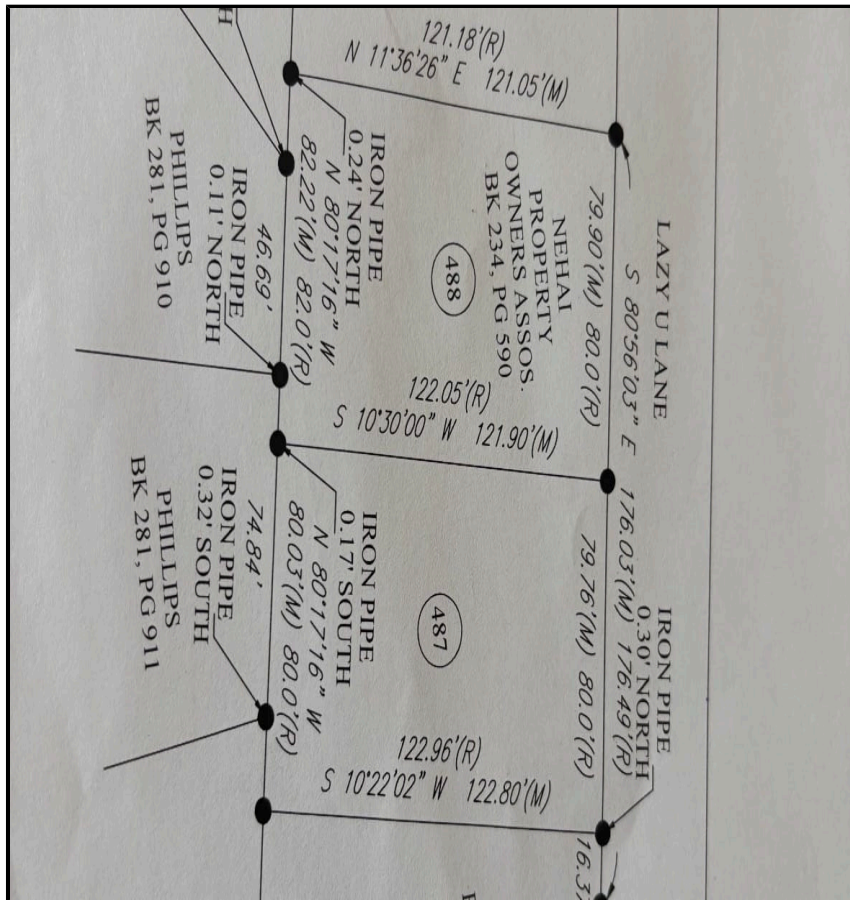 121.18'(R)
N 11°36'26" E 121.05'(M)
IRON PIPE
0.24' NORTH
N 80°17'16" W
82.22'(M) 82.0'(R)
46.69'
IRON PIPE
0.11' NORTH
PHILLIPS
BK 281, PG 910
LAZY U LANE
S 80°56'03" E 176.03'(M) 176.49'(R)
79.90'(M) 80.0'(R)
NEHAI
PROPERTY
OWNERS ASSOS.
BK 234, PG 590
488
122.05'(R)
S 10°30'00" W 121.90'(M)
IRON PIPE
0.17' SOUTH
N 80°17'16" W
80.03'(M) 80.0'(R)
74.84'
IRON PIPE
0.32' SOUTH
PHILLIPS
BK 281, PG 911
487
IRON PIPE
0.30' NORTH
79.76'(M) 80.0'(R)
122.96'(R)
S 10°22'02" W 122.80'(M)
16.37